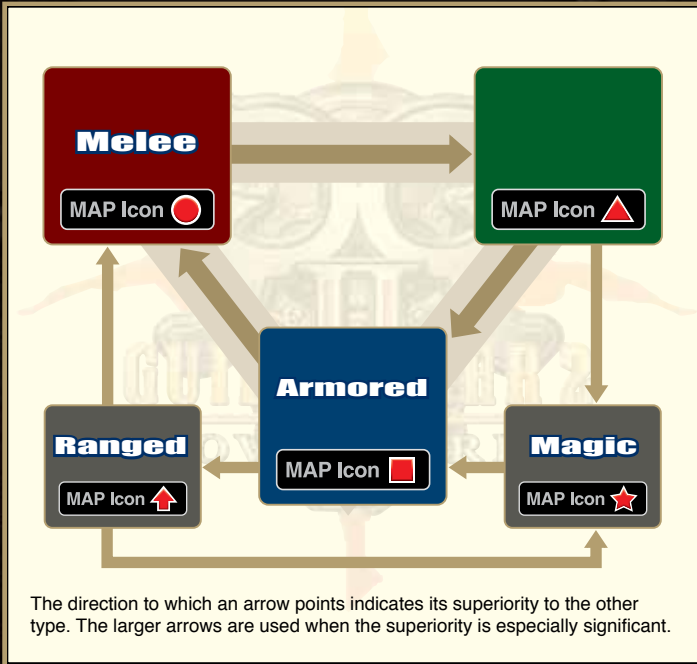 Melee
MAP Icon
MAP Icon
Armored
MAP Icon
Ranged
MAP Icon
Magic
MAP Icon
The direction to which an arrow points indicates its superiority to the other
type. The larger arrows are used when the superiority is especially significant.